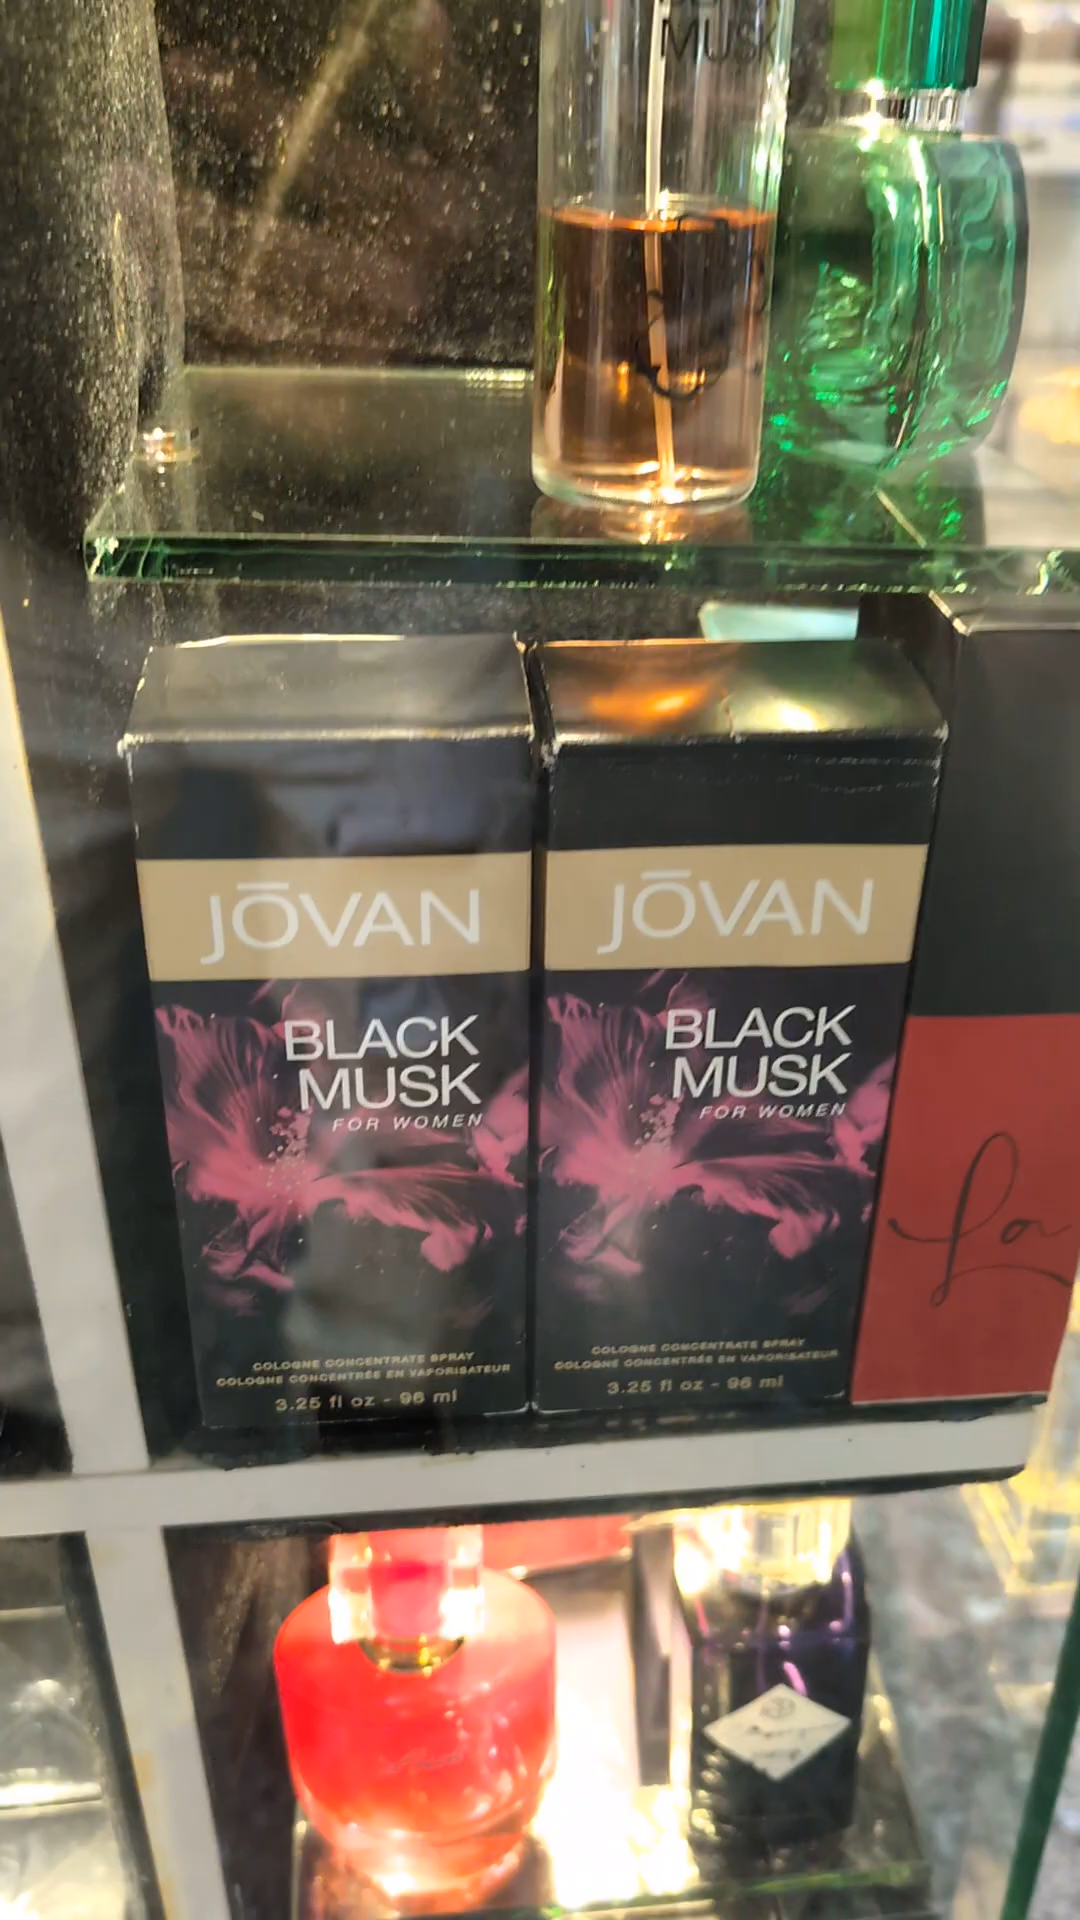 MUSK
JŌVAN
BLACK
MUSK
FOR WOMEN
COLOGNE CONCENTRATE SPRAY
COLOGNE CONCENTRÉE EN VAPORISATEUR
3.25 fl oz - 96 ml
JŌVAN
BLACK
MUSK
FOR WOMEN
COLOGNE CONCENTRATE SPRAY
COLOGNE CONCENTRÉE EN VAPORISATEUR
3.25 fl oz - 96 ml